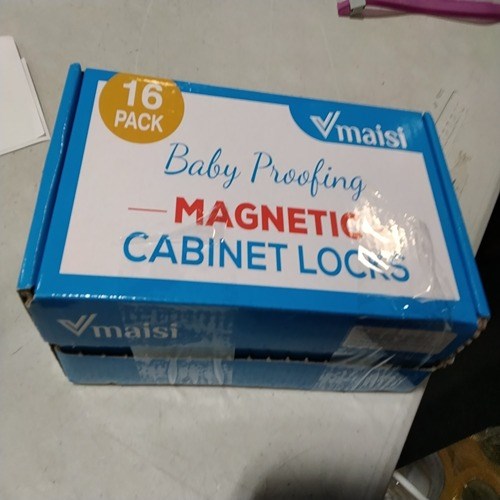 16
PACK
Vmaisi
Baby Proofing
MAGNETIC
CABINET LOCKS
Vmaisi